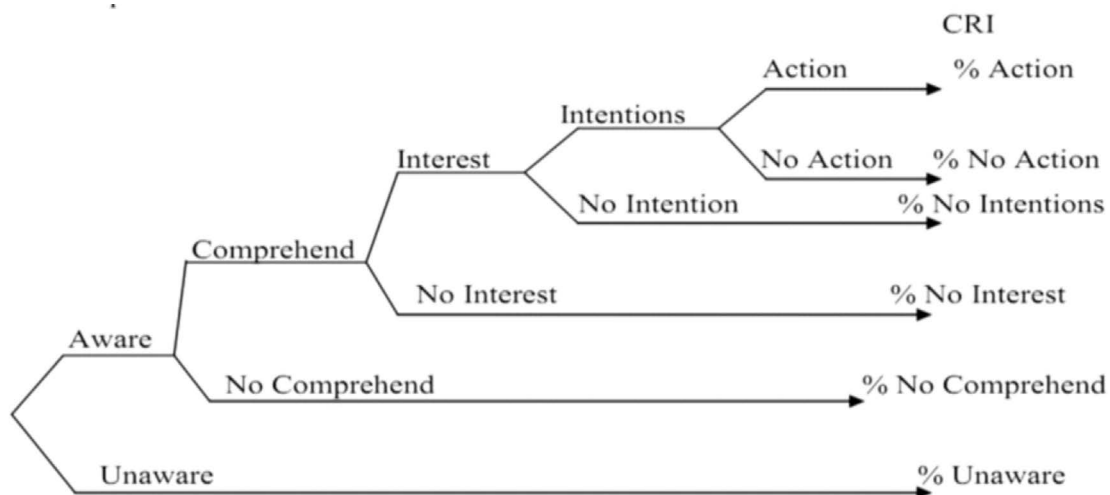 CRI
Action % Action
Intentions
Interest No Action % No Action
No Intention % No Intentions
Comprehend
No Interest % No Interest
Aware
No Comprehend % No Comprehend
Unaware % Unaware